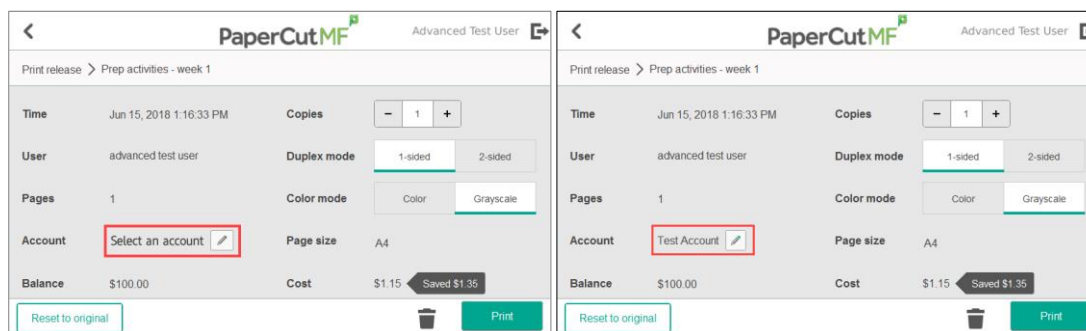 PaperCutMF Advanced Test User
Print release > Prep activities - week 1
Time Jun 15, 2018 1:16:33 PM Copies - 1 +
User advanced test user Duplex mode 1-sided 2-sided
Pages 1 Color mode Color Grayscale
Account Select an account Page size A4
Balance $100.00 Cost $1.15 Saved $1.35
Reset to original Print
PaperCutMF Advanced Test User
Print release > Prep activities - week 1
Time Jun 15, 2018 1:16:33 PM Copies - 1 +
User advanced test user Duplex mode 1-sided 2-sided
Pages 1 Color mode Color Grayscale
Account Test Account Page size A4
Balance $100.00 Cost $1.15 Saved $1.35
Reset to original Print